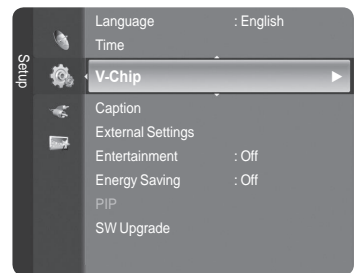 Setup
Language : English
Time
V-Chip
Caption
External Settings
Entertainment : Off
Energy Saving : Off
PIP
SW Upgrade